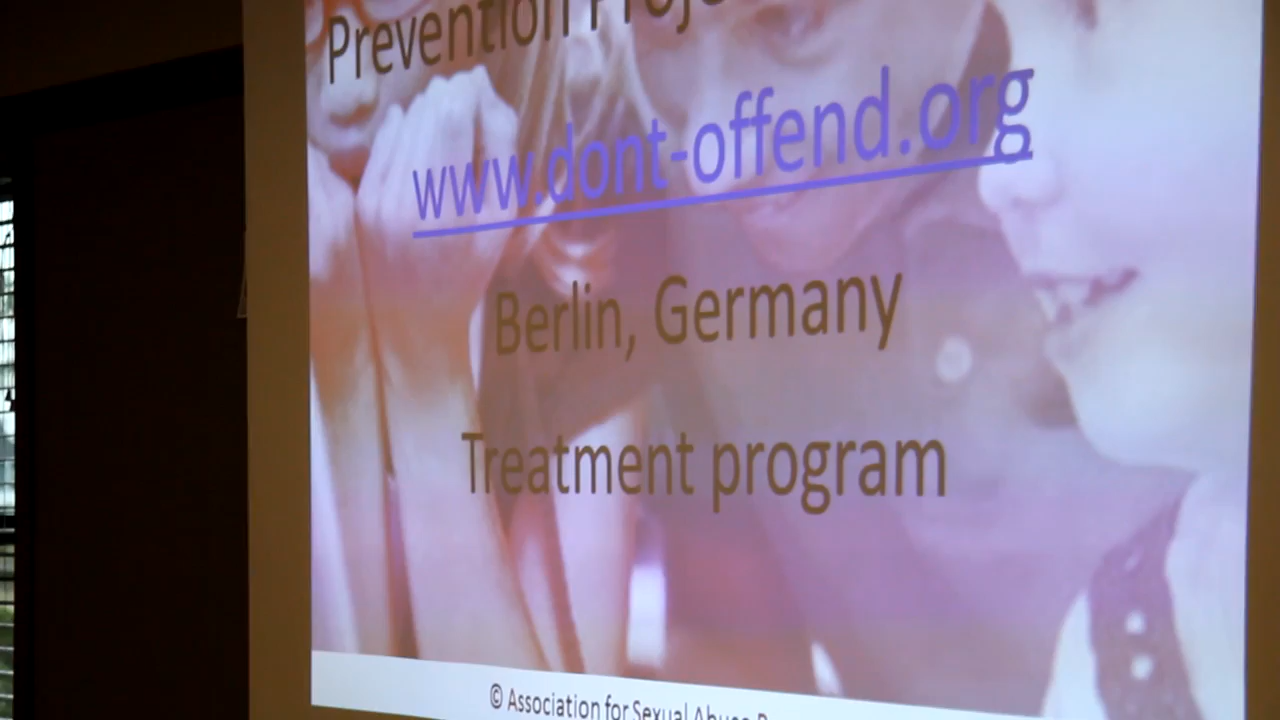 Prevention
www.dont-offend.org
Berlin, Germany
Treatment program
© Association for Sexual Abuse